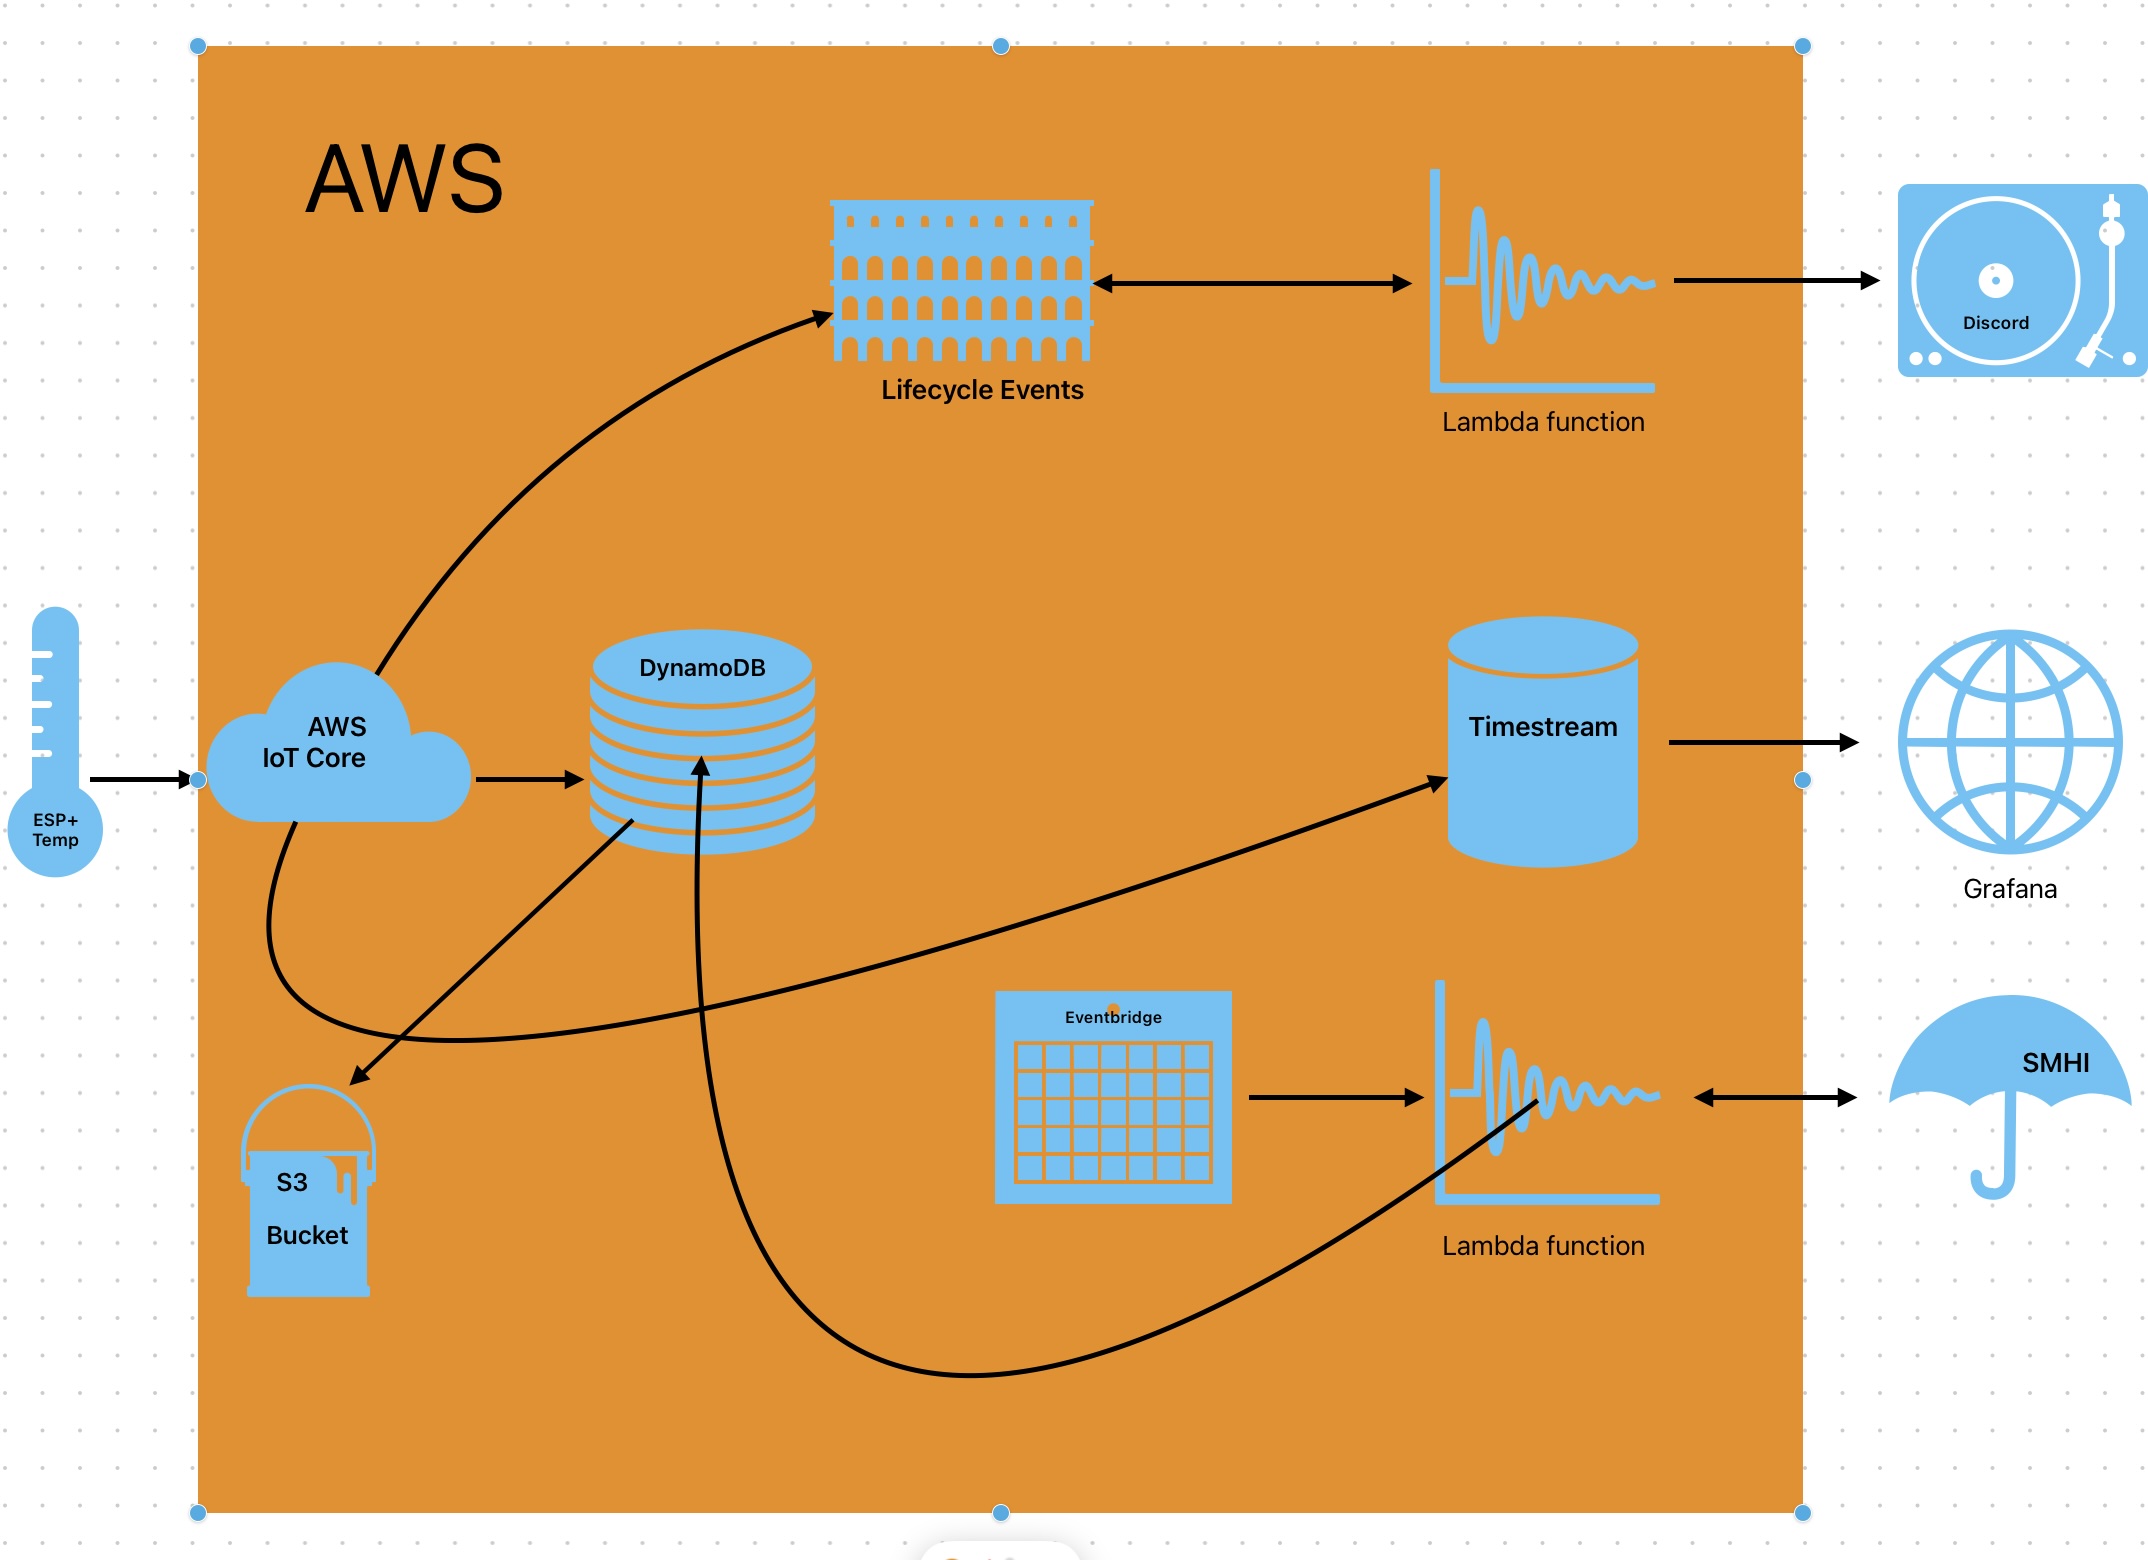 AWS
Lifecycle Events
Lambda function
Discord
ESP+
Temp
AWS
IoT Core
DynamoDB
Timestream
Grafana
Eventbridge
Lambda function
SMHI
S3
Bucket